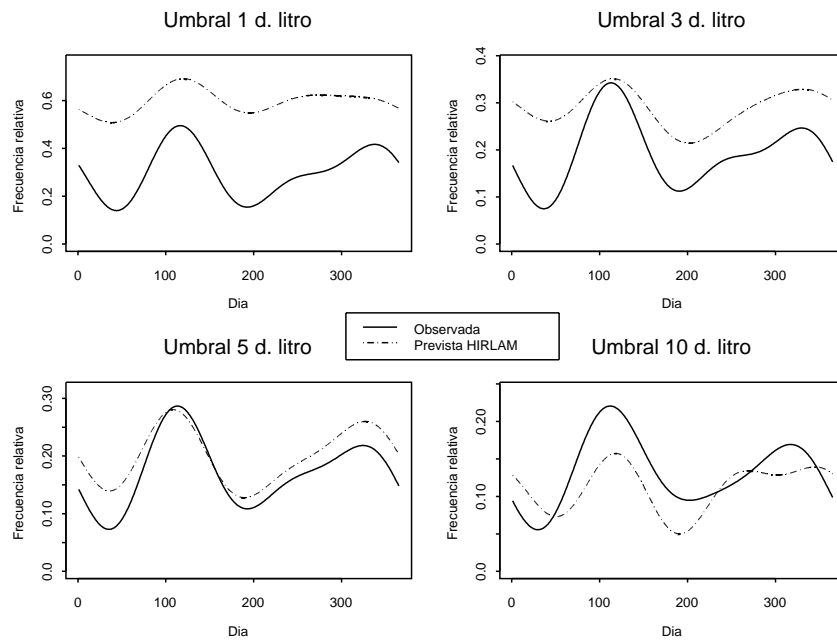 Umbral 1 d. litro
Frecuencia relativa
0.0 0.2 0.4 0.6
0 100 200 300
Dia
Umbral 3 d. litro
Frecuencia relativa
0.0 0.1 0.2 0.3 0.4
0 100 200 300
Dia
Observada
Prevista HIRLAM
Umbral 5 d. litro
Frecuencia relativa
0.0 0.10 0.20 0.30
0 100 200 300
Dia
Umbral 10 d. litro
Frecuencia relativa
0.0 0.10 0.20
0 100 200 300
Dia